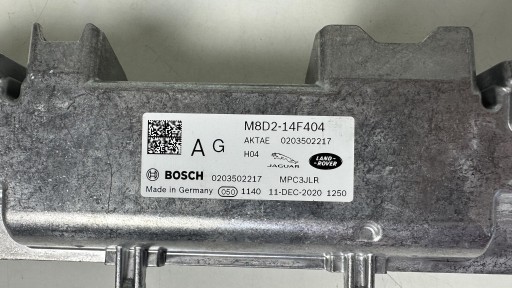 M8D2-14F404
A G
AKTAE 0203502217
H04
JAGUAR
LAND-ROVER
BOSCH 0203502217 MPC3JLR
Made in Germany 050 1140 11-DEC-2020 1250